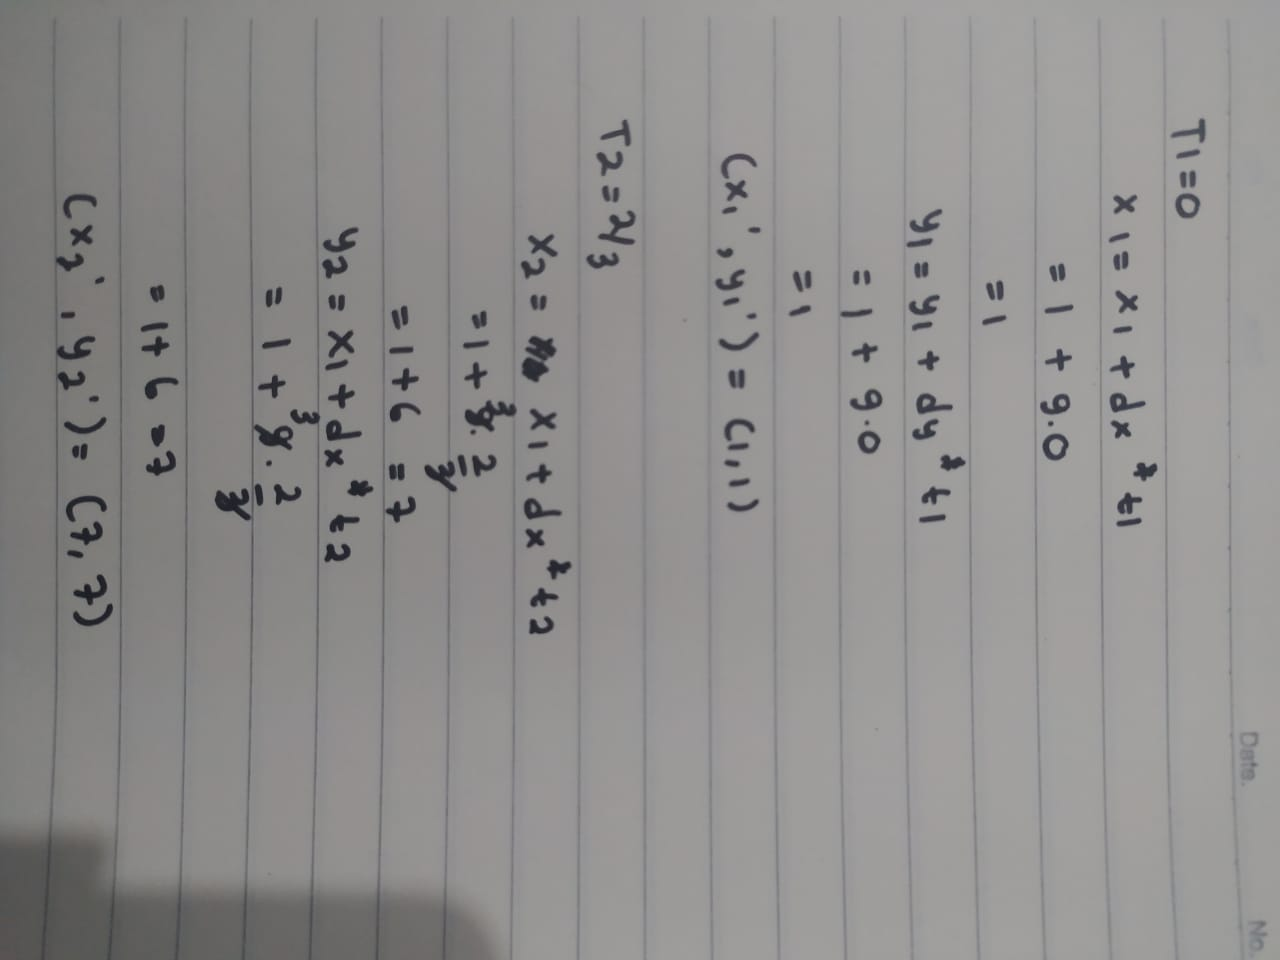 Date.
No.
T1=0
x1 = x1 + dx * t1
= 1 + 9.0
= 1
y1 = y1 + dy * t1
= 1 + 9.0
= 1
(x1', y1') = (1,1)
T2 = 2/3
x2 = x1 + dx * t2
= 1 + 9^3 . 2/3
= 1 + 6 = 7
y2 = x1 + dx * t2
= 1 + 9^3 . 2/3
= 1 + 6 = 7
(x2', y2') = (7, 7)